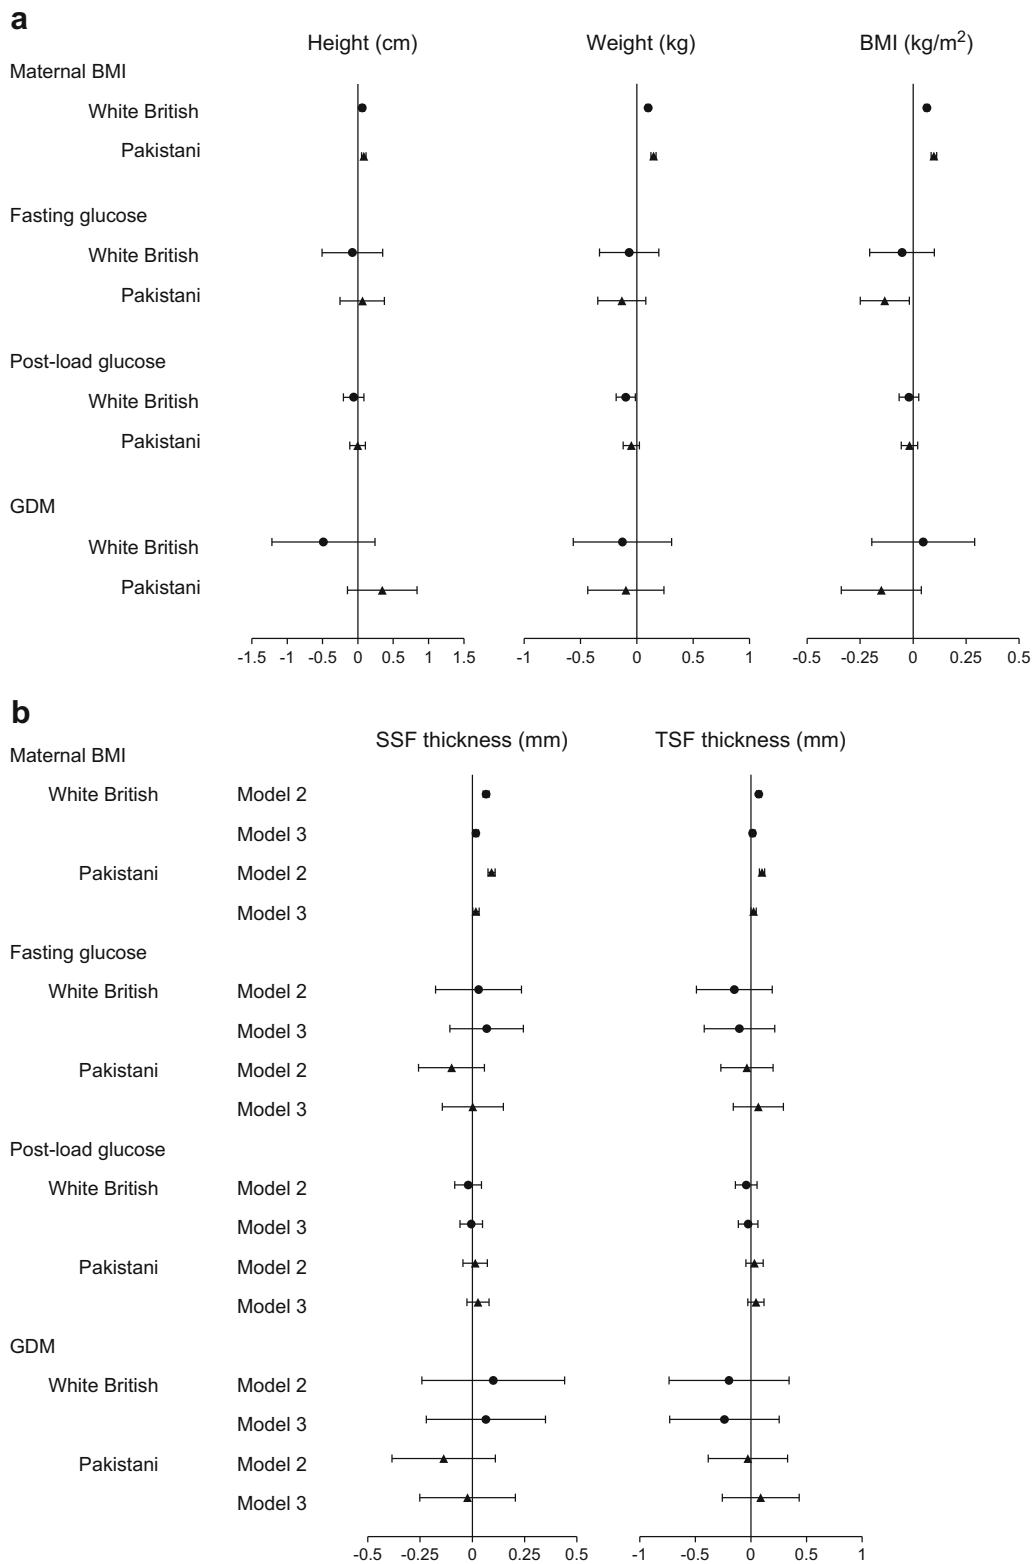 a
Height (cm) Weight (kg) BMI (kg/m²)
Maternal BMI
White British
Pakistani
Fasting glucose
White British
Pakistani
Post-load glucose
White British
Pakistani
GDM
White British
Pakistani
-1.5 -1 -0.5 0 0.5 1 1.5 -1 -0.5 0 0.5 1 -0.5 -0.25 0 0.25 0.5
b
SSF thickness (mm) TSF thickness (mm)
Maternal BMI
White British Model 2
Model 3
Pakistani Model 2
Model 3
Fasting glucose
White British Model 2
Model 3
Pakistani Model 2
Model 3
Post-load glucose
White British Model 2
Model 3
Pakistani Model 2
Model 3
GDM
White British Model 2
Model 3
Pakistani Model 2
Model 3
-0.5 -0.25 0 0.25 0.5 -1 -0.5 0 0.5 1